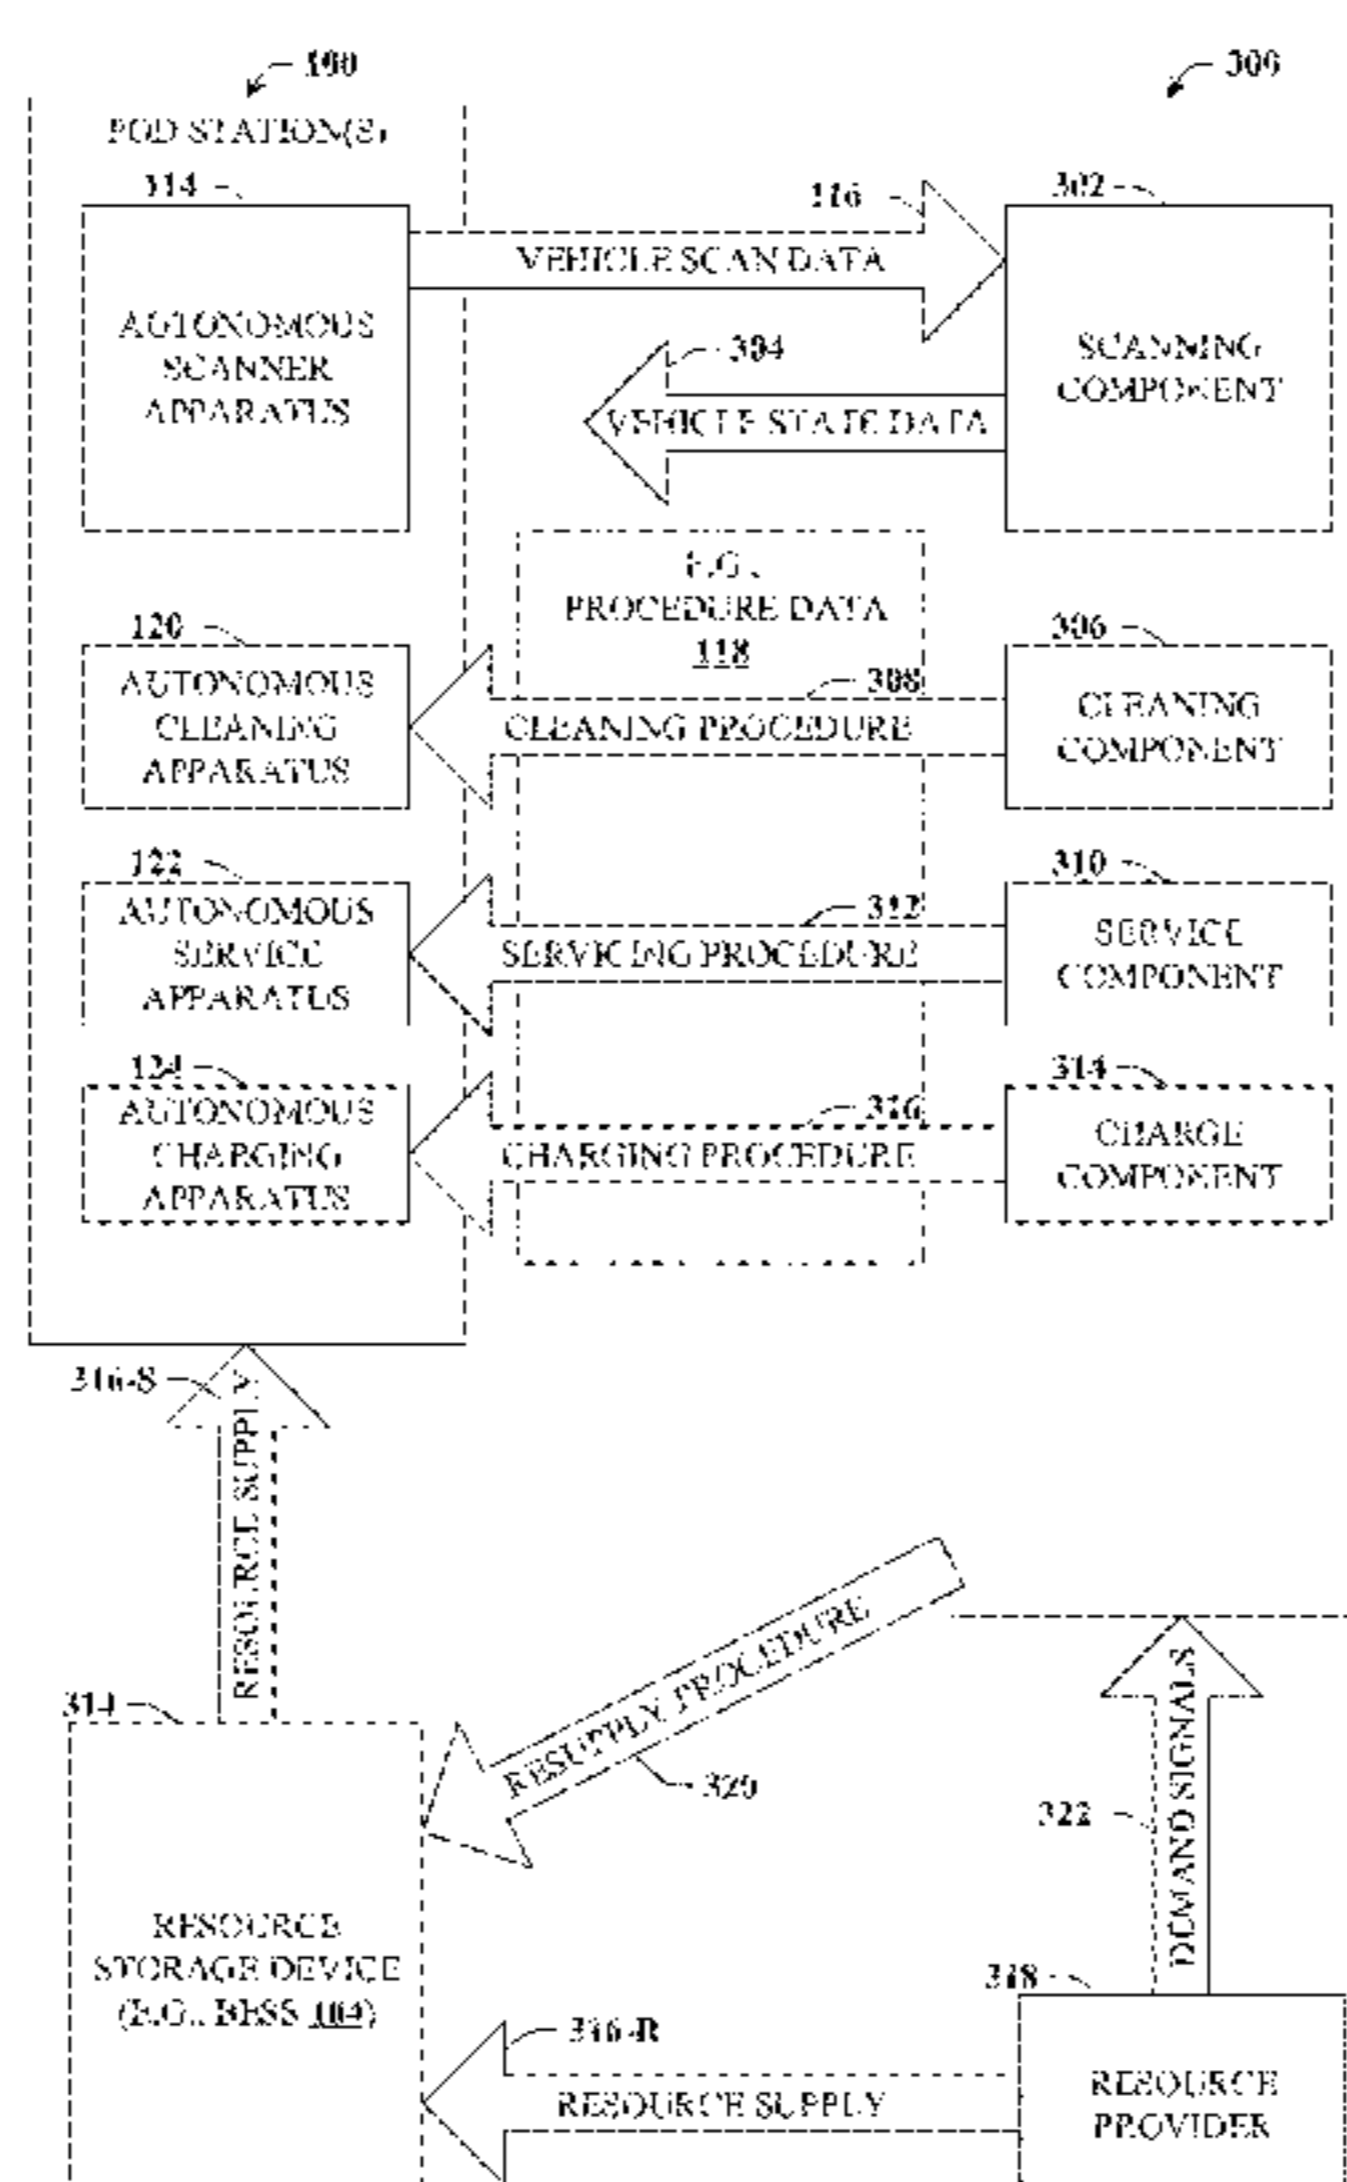 100
300
POD STATION(S)
114
116
302
VEHICLE SCAN DATA
AUTONOMOUS
SCANNER
APPARATUS
304
SCANNING
COMPONENT
VEHICLE STATE DATA
E.G.,
PROCEDURE DATA
118
120
306
AUTONOMOUS
CLEANING
APPARATUS
308
CLEANING PROCEDURE
CLEANING
COMPONENT
122
310
AUTONOMOUS
SERVICE
APPARATUS
312
SERVICING PROCEDURE
SERVICE
COMPONENT
124
314
AUTONOMOUS
CHARGING
APPARATUS
316
CHARGING PROCEDURE
CHARGE
COMPONENT
316-S
RESOURCE SUPPLY
RESUPPLY PROCEDURE
320
DEMAND SIGNALS
322
314
RESOURCE
STORAGE DEVICE
(E.G., BESS 104)
318
316-R
RESOURCE SUPPLY
RESOURCE
PROVIDER